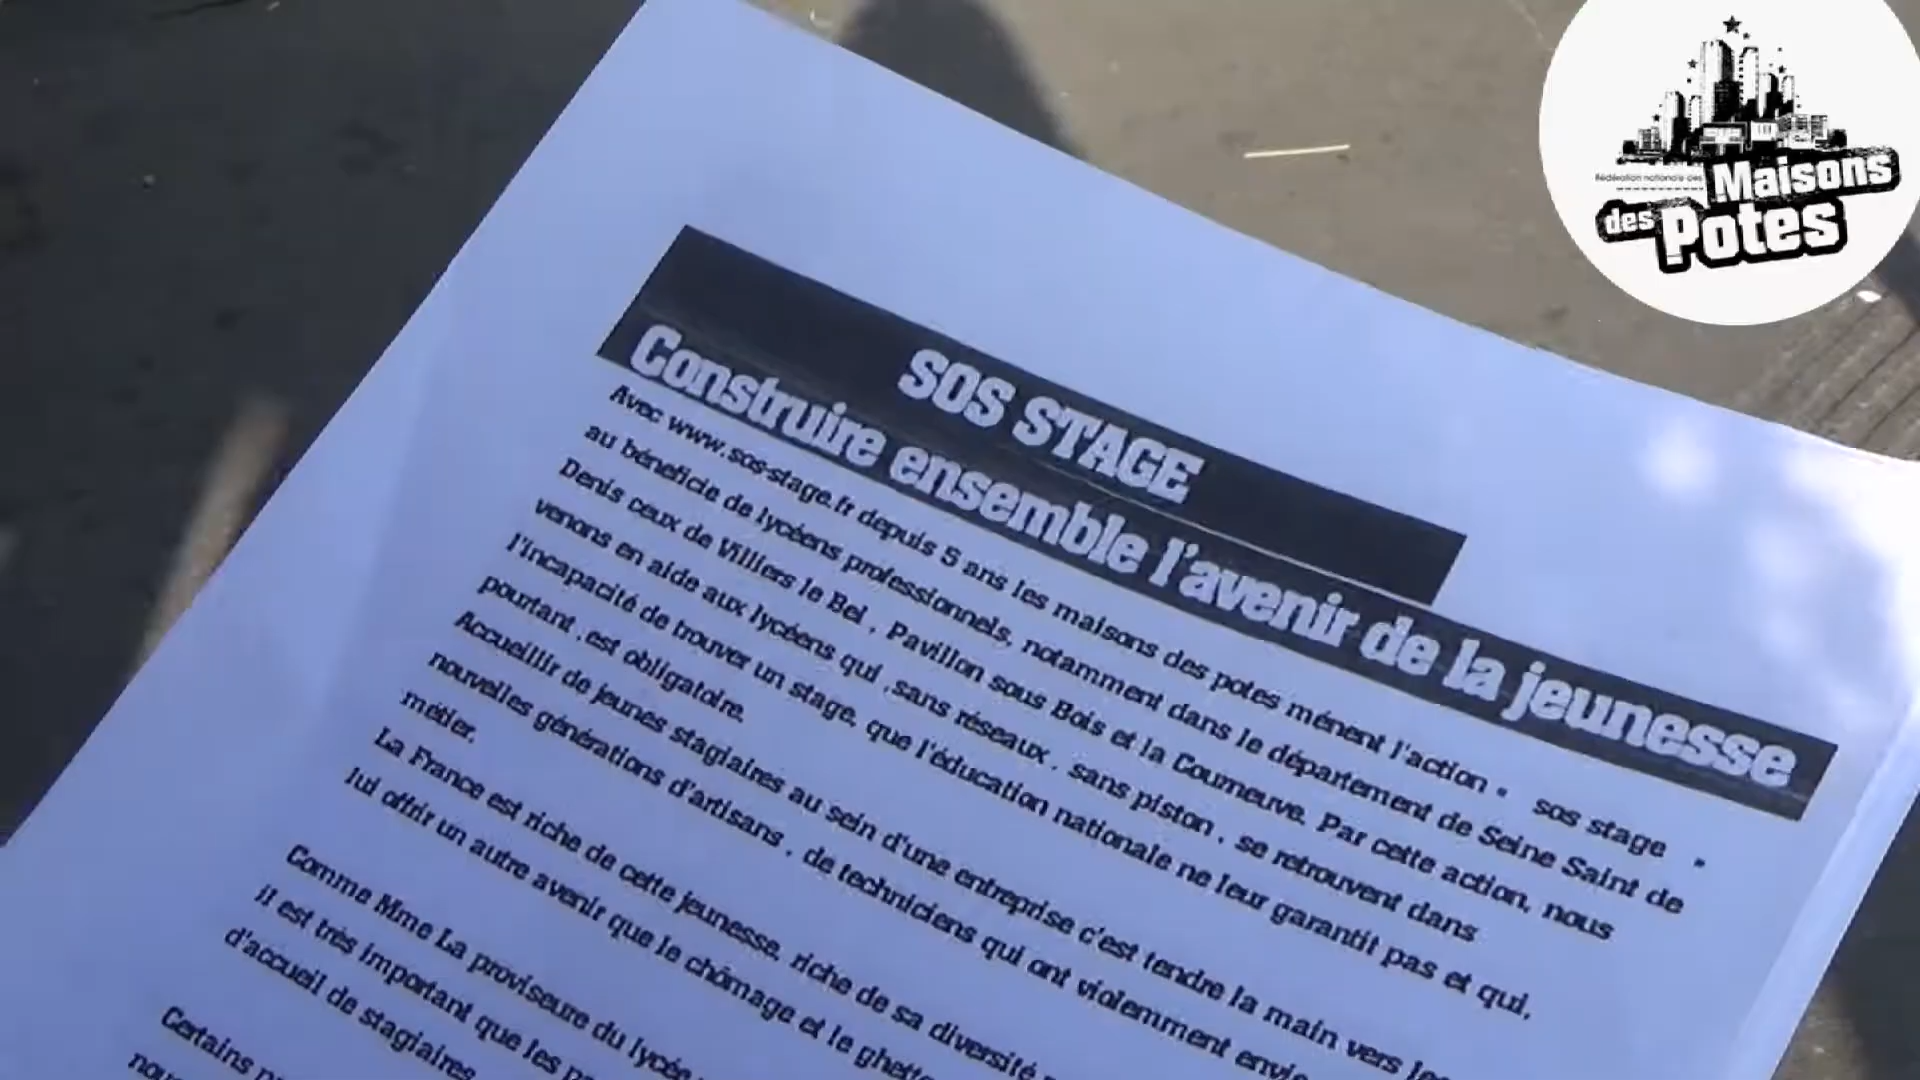 SOS STAGE
Construire ensemble l'avenir de la jeunesse
Avec www.sos-stage.fr depuis 5 ans les maisons des potes ménent l'action " sos stage "
au bénéficie de lycéens professionnels, notamment dans le département de Seine Saint de
Denis ceux de Villiers le Bel , Pavillon sous Bois et la Courneuve. Par cette action, nous
venons en aide aux lycéens qui ,sans réseaux , sans piston , se retrouvent dans
l'incapacité de trouver un stage, que l'éducation nationale ne leur garantit pas et qui,
pourtant , est obligatoire.
Accueillir de jeunes stagiaires au sein d'une entreprise c'est tendre la main vers les
nouvelles générations d'artisans , de techniciens qui ont violemment envie
métier.
La France est riche de cette jeunesse, riche de sa diversité
lui offrir un autre avenir que le chômage et le ghetto
Comme Mme La proviseure du lycée
il est très important que les
d'accueil de stagiaires
Certains
Fédération nationale des
Maisons
des Potes